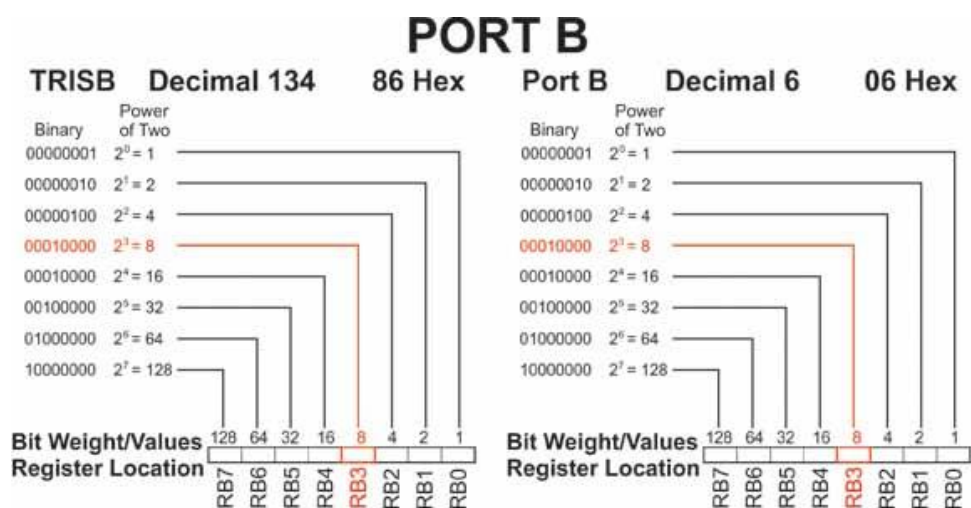 PORT B
TRISB Decimal 134 86 Hex
Binary Power of Two
00000001 2⁰ = 1
00000010 2¹ = 2
00000100 2² = 4
00010000 2³ = 8
00010000 2⁴ = 16
00100000 2⁵ = 32
01000000 2⁶ = 64
10000000 2⁷ = 128
Bit Weight/Values 128 64 32 16 8 4 2 1
Register Location RB7 RB6 RB5 RB4 RB3 RB2 RB1 RB0
Port B Decimal 6 06 Hex
Binary Power of Two
00000001 2⁰ = 1
00000010 2¹ = 2
00000100 2² = 4
00010000 2³ = 8
00010000 2⁴ = 16
00100000 2⁵ = 32
01000000 2⁶ = 64
10000000 2⁷ = 128
Bit Weight/Values 128 64 32 16 8 4 2 1
Register Location RB7 RB6 RB5 RB4 RB3 RB2 RB1 RB0